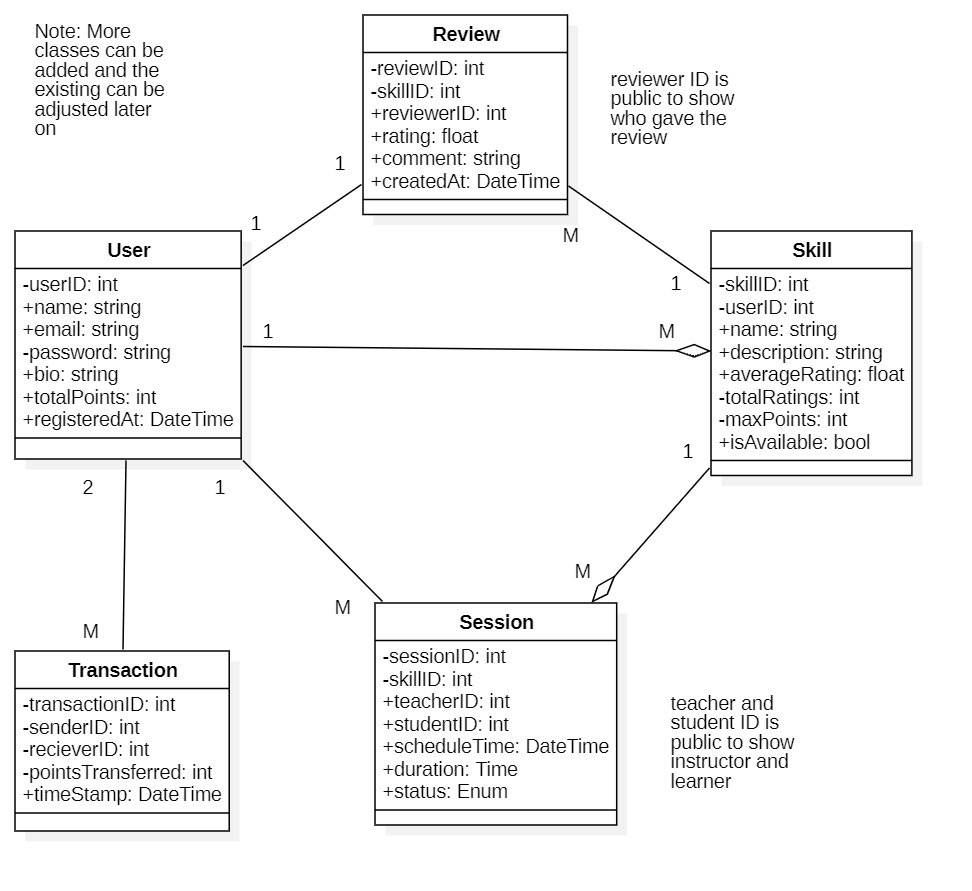 Note: More
classes can be
added and the
existing can be
adjusted later
on
Review
-reviewID: int
-skillID: int
+reviewerID: int
+rating: float
+comment: string
+createdAt: DateTime
reviewer ID is
public to show
who gave the
review
1
1
M
1
User
-userID: int
+name: string
+email: string
-password: string
+bio: string
+totalPoints: int
+registeredAt: DateTime
1
M
Skill
-skillID: int
-userID: int
+name: string
+description: string
+averageRating: float
-totalRatings: int
-maxPoints: int
+isAvailable: bool
2
1
1
M
M
M
Transaction
-transactionID: int
-senderID: int
-recieverID: int
-pointsTransferred: int
+timeStamp: DateTime
Session
-sessionID: int
-skillID: int
+teacherID: int
+studentID: int
+scheduleTime: DateTime
+duration: Time
+status: Enum
teacher and
student ID is
public to show
instructor and
learner